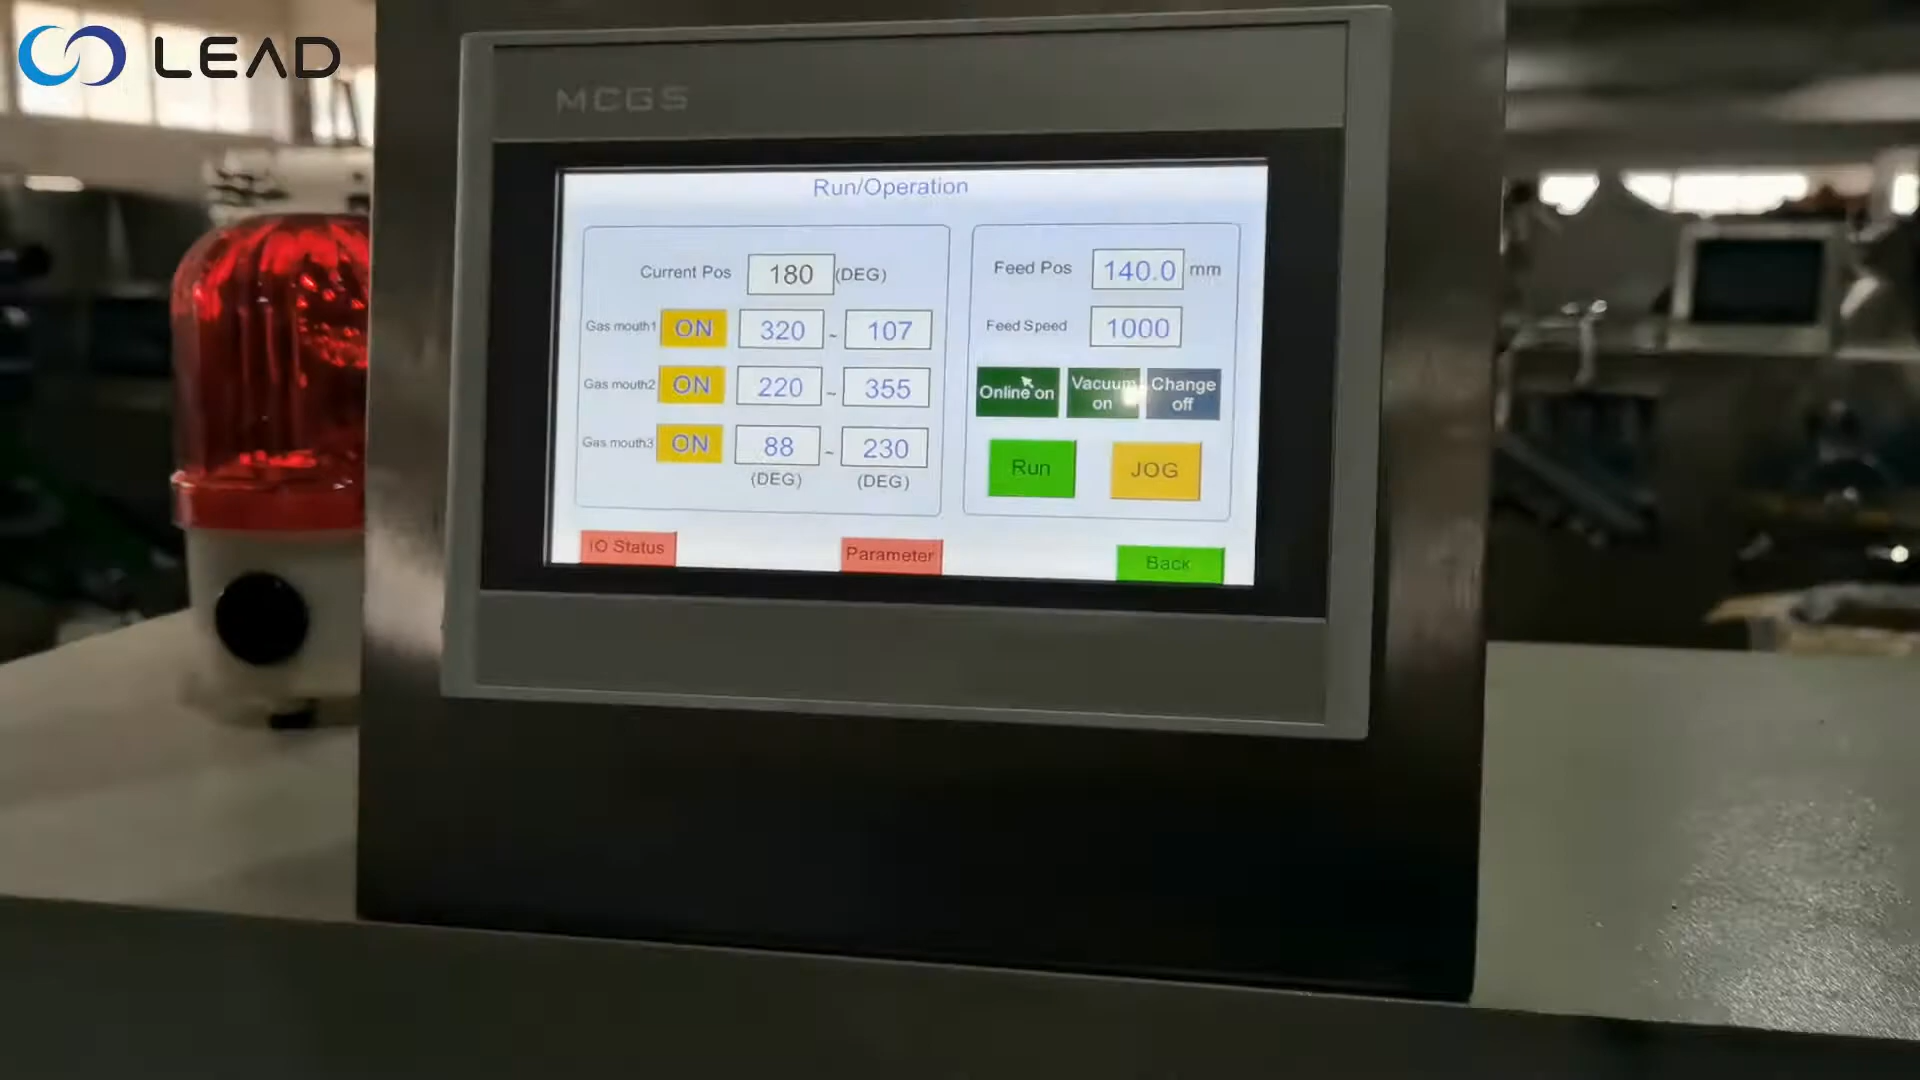 LEAD
MCGS
Run/Operation
Current Pos 180 (DEG)
Gas mouth1 ON 320 ~ 107
Gas mouth2 ON 220 ~ 355
Gas mouth3 ON 88 ~ 230
(DEG) (DEG)
Feed Pos 140.0 mm
Feed Speed 1000
Online on
Vacuum on
Change off
Run JOG
IO Status Parameter Back